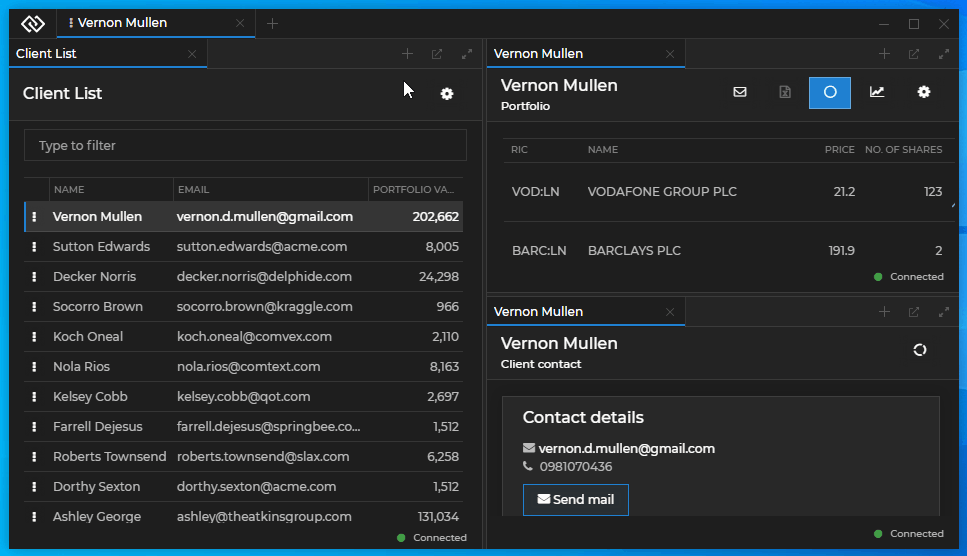 Vernon Mullen
Client List
Client List
Type to filter
NAME EMAIL PORTFOLIO VA...
Vernon Mullen vernon.d.mullen@gmail.com 202,662
Sutton Edwards sutton.edwards@acme.com 8,005
Decker Norris decker.norris@delphide.com 24,298
Socorro Brown socorro.brown@kraggle.com 966
Koch Oneal koch.oneal@comvex.com 2,110
Nola Rios nola.rios@comtext.com 8,163
Kelsey Cobb kelsey.cobb@qot.com 2,697
Farrell Dejesus farrell.dejesus@springbee.co... 1,512
Roberts Townsend roberts.townsend@slax.com 6,258
Dorthy Sexton dorthy.sexton@acme.com 1,512
Ashley George ashley@theatkinsgroup.com 131,034
Connected
Vernon Mullen
Vernon Mullen
Portfolio
RIC NAME PRICE NO. OF SHARES
VOD:LN VODAFONE GROUP PLC 21.2 123
BARC:LN BARCLAYS PLC 191.9 2
Connected
Vernon Mullen
Vernon Mullen
Client contact
Contact details
vernon.d.mullen@gmail.com
0981070436
Send mail
Connected